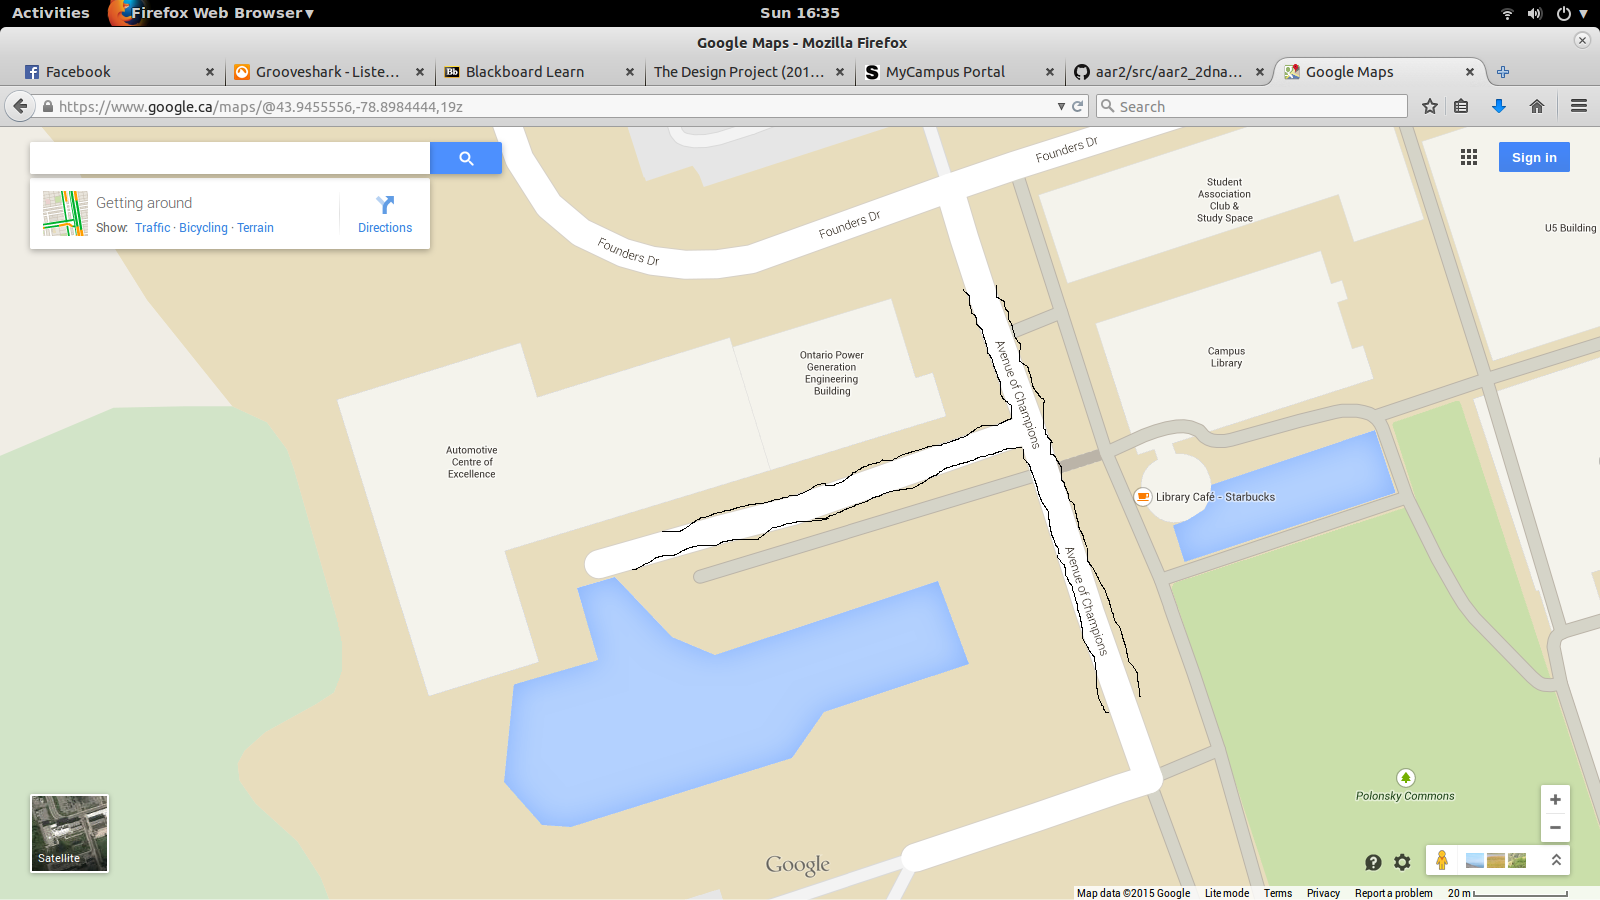 Activities Firefox Web Browser▾ Sun 16:35
Google Maps - Mozilla Firefox
Facebook
Grooveshark - Liste...
Bb Blackboard Learn
The Design Project (201...
S MyCampus Portal
aar2/src/aar2_2dna...
Google Maps
https://www.google.ca/maps/@43.9455556,-78.8984444,19z
Search
Sign in
Getting around
Show: Traffic · Bicycling · Terrain
Directions
Founders Dr
Founders Dr
Founders Dr
Student
Association
Club &
Study Space
U5 Building
Ontario Power
Generation
Engineering
Building
Avenue of Champions
Campus
Library
Automotive
Centre of
Excellence
Library Café - Starbucks
Avenue of Champions
Polonsky Commons
Satellite
Google
Map data ©2015 Google Lite mode Terms Privacy Report a problem 20 m